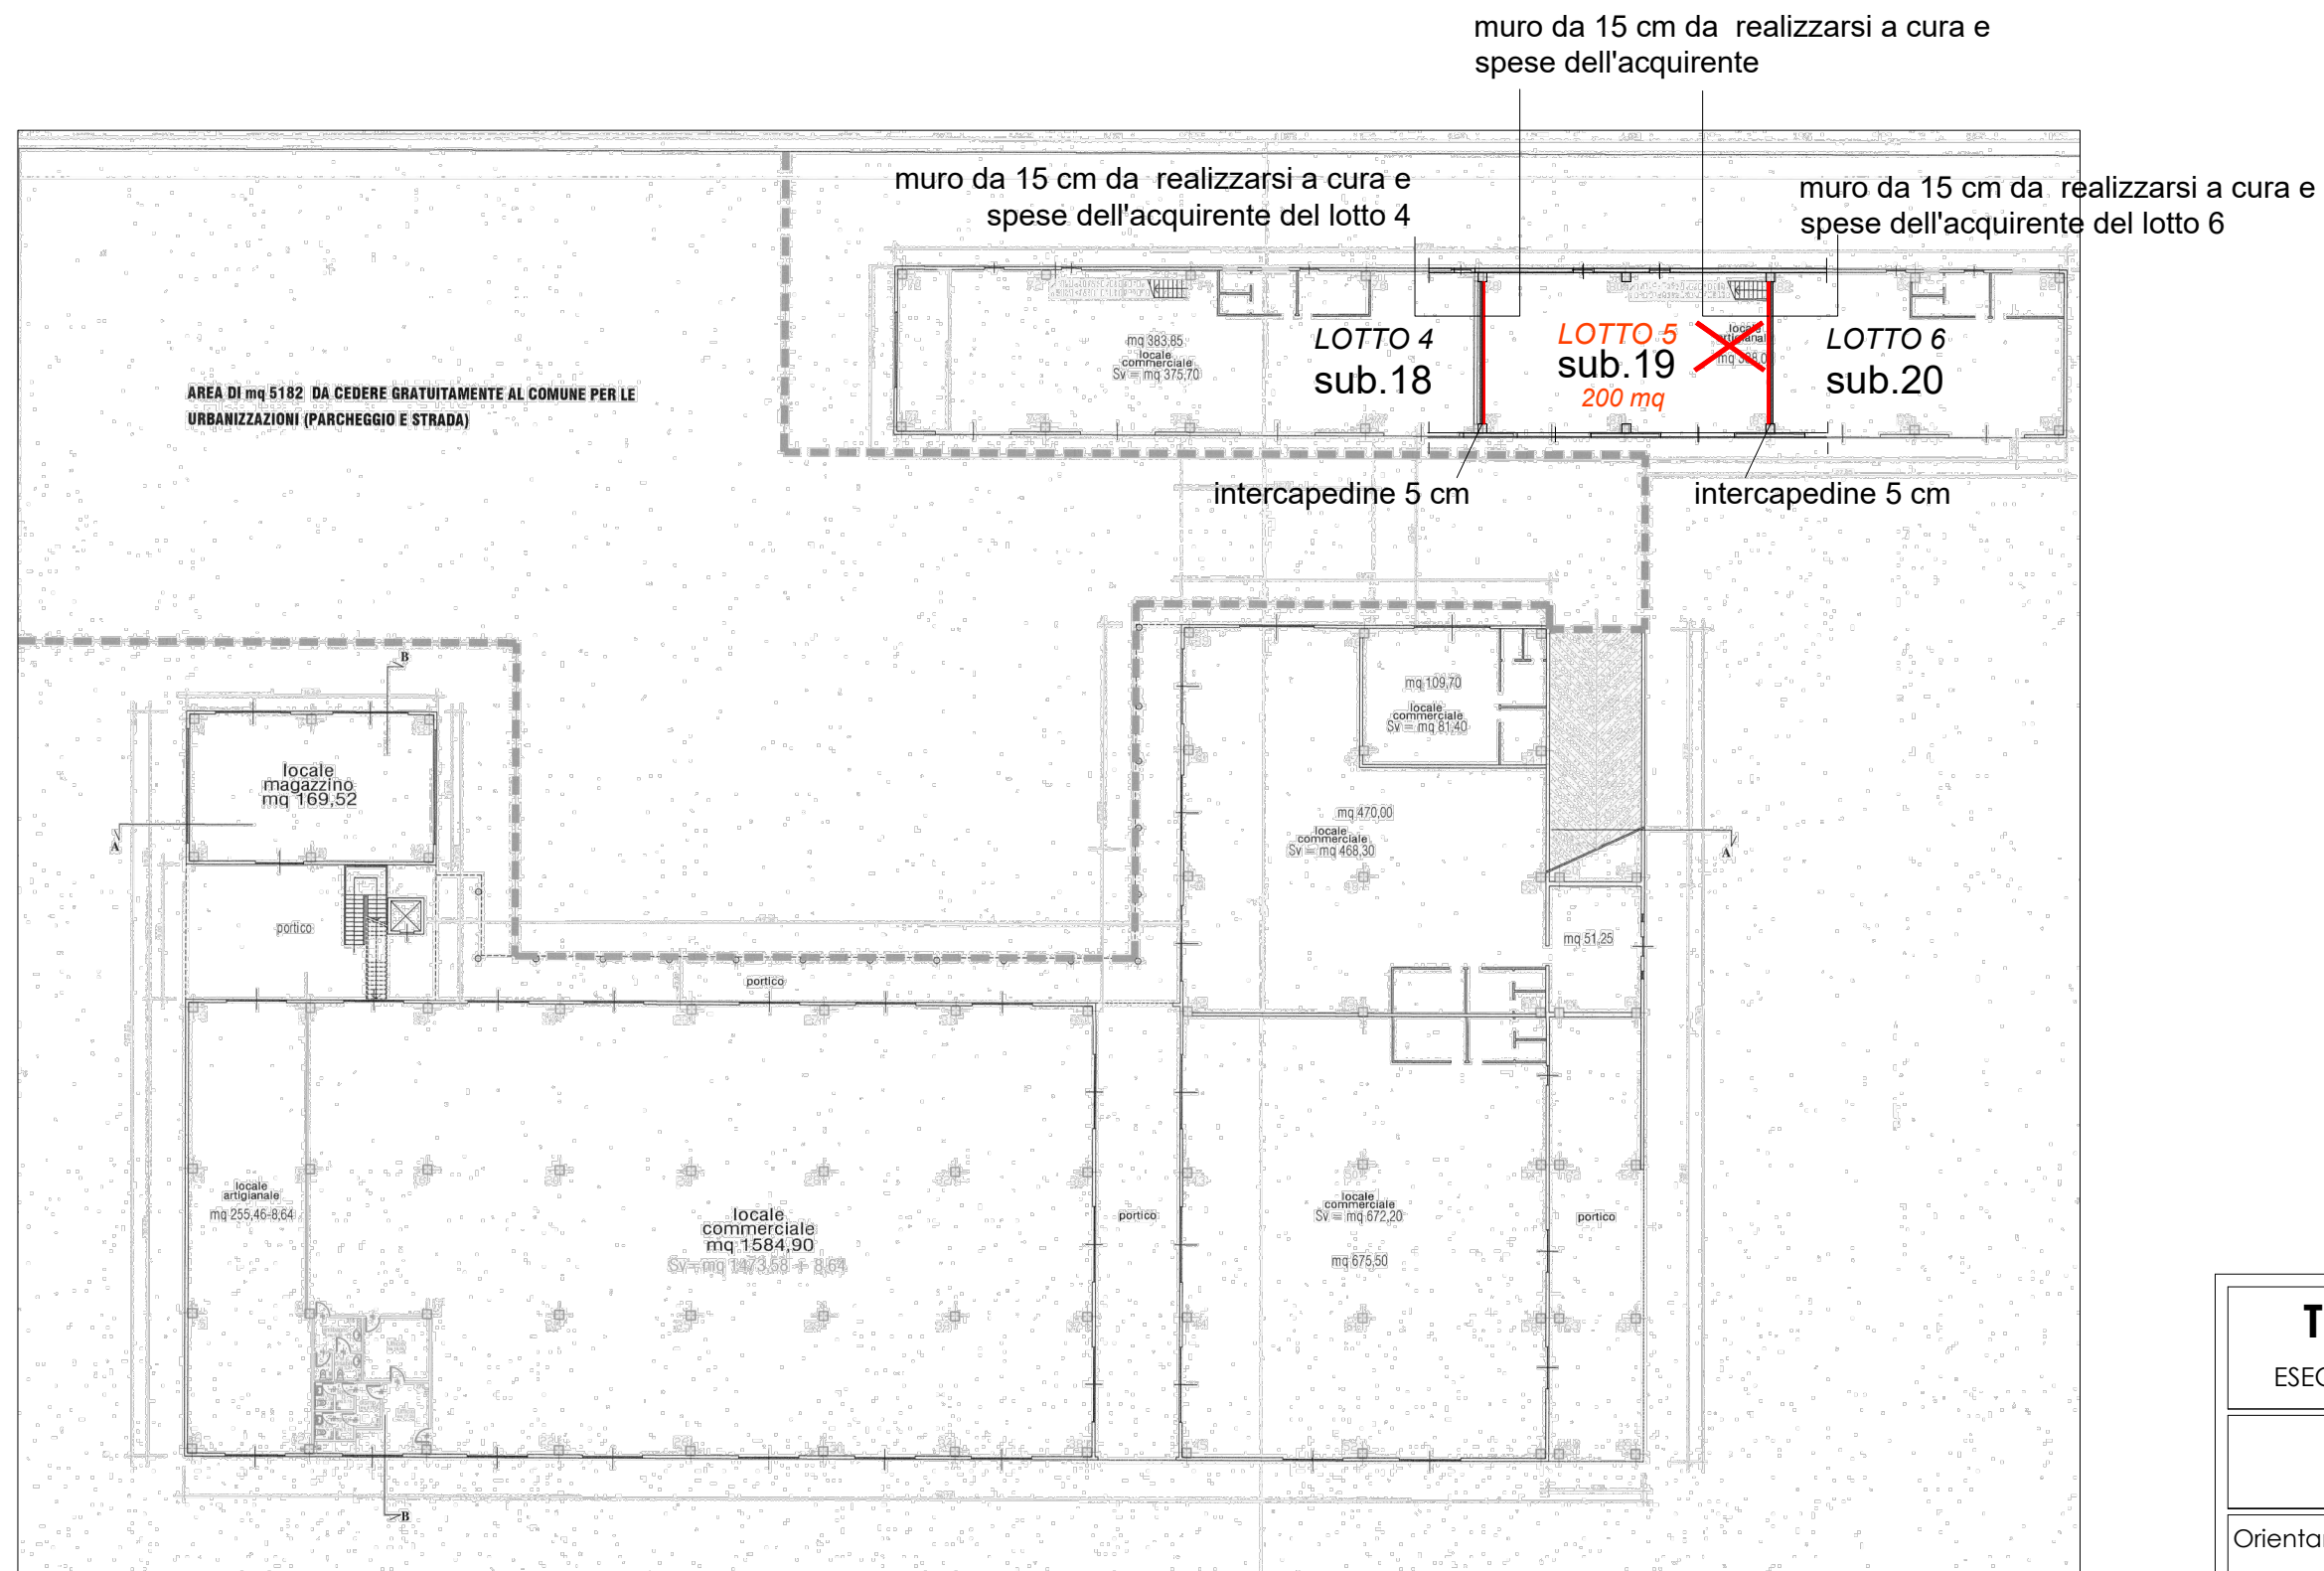 muro da 15 cm da  realizzarsi a cura e
spese dell'acquirente
muro da 15 cm da  realizzarsi a cura e
spese dell'acquirente del lotto 4
muro da 15 cm da  realizzarsi a cura e
spese dell'acquirente del lotto 6
mq 383,85
locale
commerciale
Sv = mq 375,70
LOTTO 4
sub.18
LOTTO 5
sub.19
200 mq
locale
artigianale
LOTTO 6
sub.20
AREA DI mq 5182  DA CEDERE GRATUITAMENTE AL COMUNE PER LE
URBANIZZAZIONI (PARCHEGGIO E STRADA)
intercapedine 5 cm
intercapedine 5 cm
B
mq 109,70
locale
commerciale
Sv = mq 81,40
locale
magazzino
mq 169,52
A
mq 470,00
locale
commerciale
Sv = mq 468,30
A
portico
mq 51,25
portico
locale
artigianale
mq 255,46-8,64
locale
commerciale
mq 1584,90
Sv=mq 1473,58 + 8,64
portico
locale
commerciale
Sv = mq 672,20
mq 675,50
portico
B
T
ESEC
Orientar